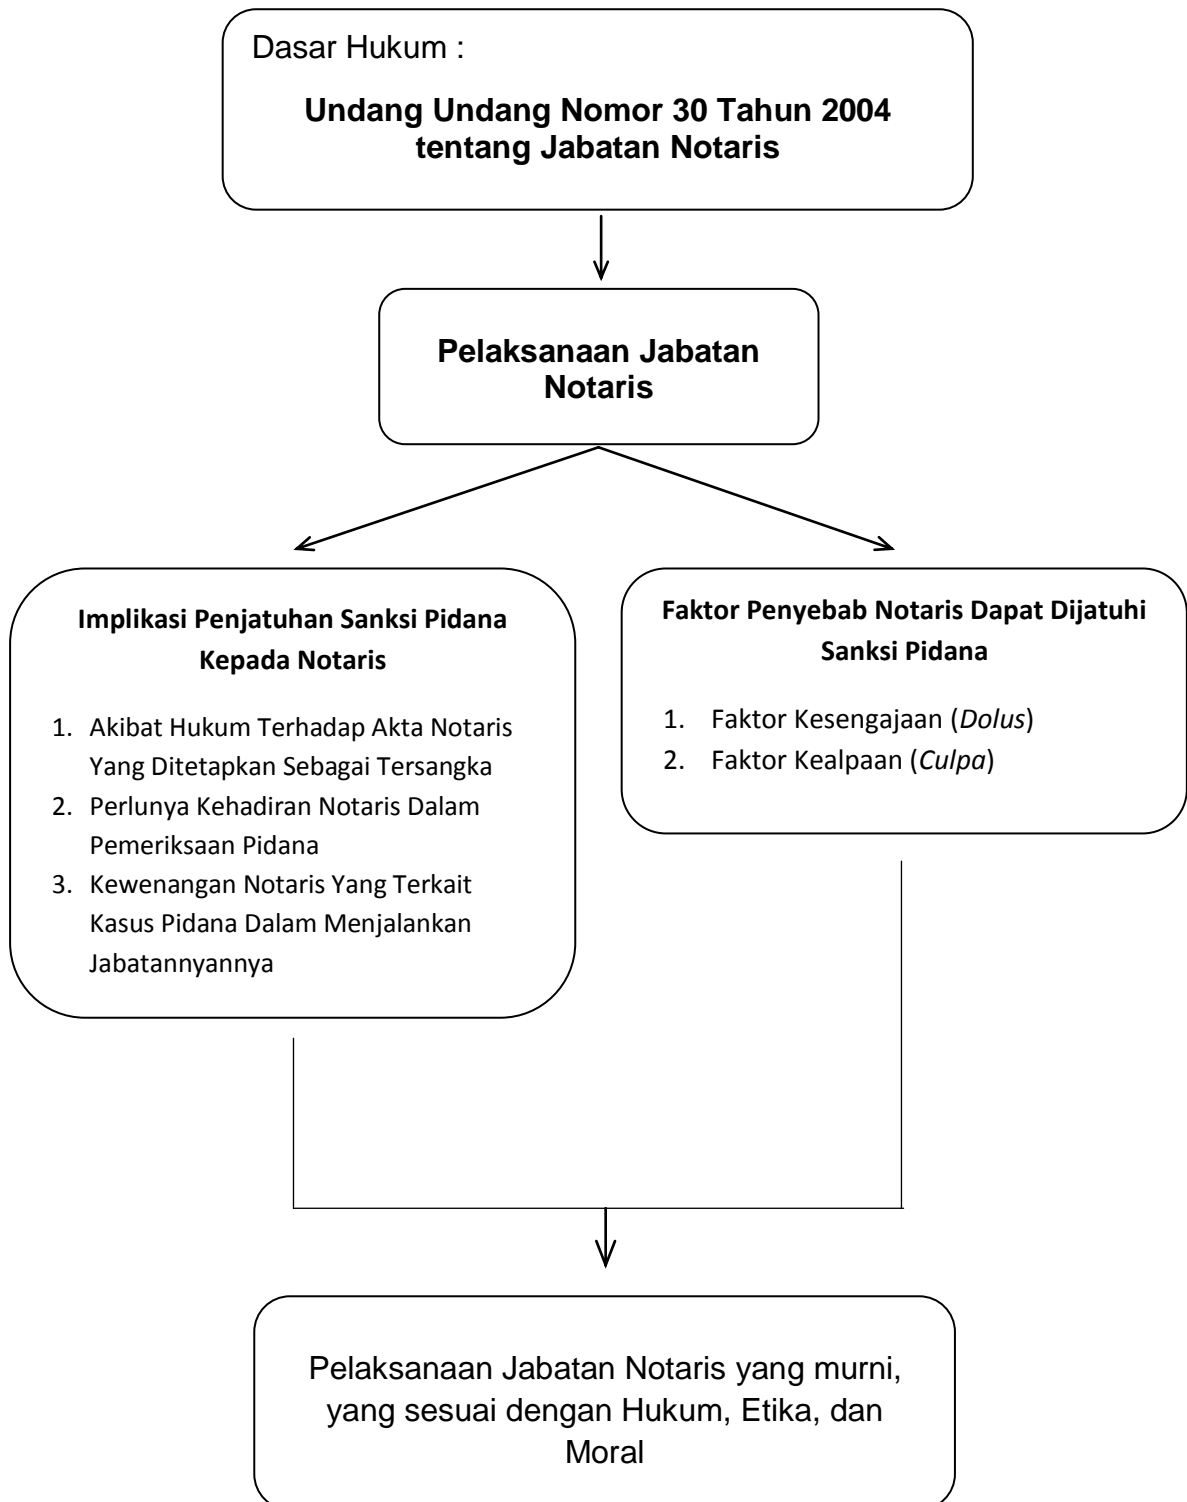 Dasar Hukum :
Undang Undang Nomor 30 Tahun 2004
tentang Jabatan Notaris
Pelaksanaan Jabatan
Notaris
Implikasi Penjatuhan Sanksi Pidana
Kepada Notaris
1. Akibat Hukum Terhadap Akta Notaris
Yang Ditetapkan Sebagai Tersangka
2. Perlunya Kehadiran Notaris Dalam
Pemeriksaan Pidana
3. Kewenangan Notaris Yang Terkait
Kasus Pidana Dalam Menjalankan
Jabatannyannya
Faktor Penyebab Notaris Dapat Dijatuhi
Sanksi Pidana
1. Faktor Kesengajaan (Dolus)
2. Faktor Kealpaan (Culpa)
Pelaksanaan Jabatan Notaris yang murni,
yang sesuai dengan Hukum, Etika, dan
Moral